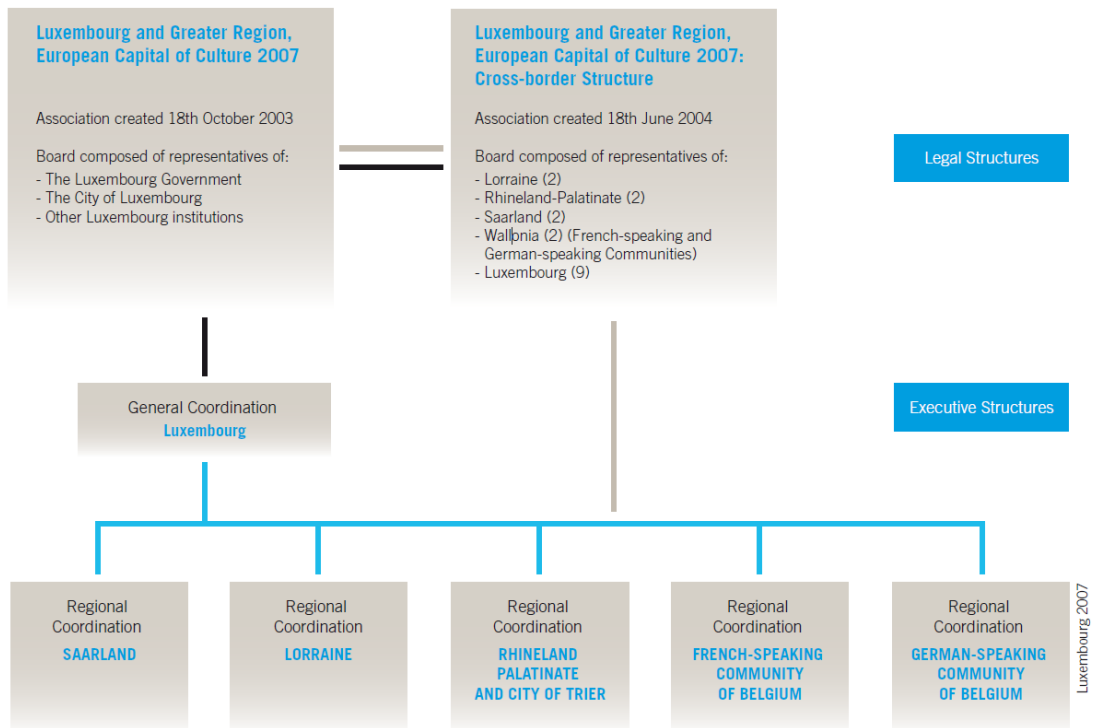 Luxembourg and Greater Region,
European Capital of Culture 2007
Association created 18th October 2003
Board composed of representatives of:
- The Luxembourg Government
- The City of Luxembourg
- Other Luxembourg institutions
Luxembourg and Greater Region,
European Capital of Culture 2007:
Cross-border Structure
Association created 18th June 2004
Board composed of representatives of:
- Lorraine (2)
- Rhineland-Palatinate (2)
- Saarland (2)
- Wallonia (2) (French-speaking and
German-speaking Communities)
- Luxembourg (9)
Legal Structures
General Coordination
Luxembourg
Executive Structures
Regional
Coordination
SAARLAND
Regional
Coordination
LORRAINE
Regional
Coordination
RHINELAND
PALATINATE
AND CITY OF TRIER
Regional
Coordination
FRENCH-SPEAKING
COMMUNITY
OF BELGIUM
Regional
Coordination
GERMAN-SPEAKING
COMMUNITY
OF BELGIUM
Luxembourg 2007